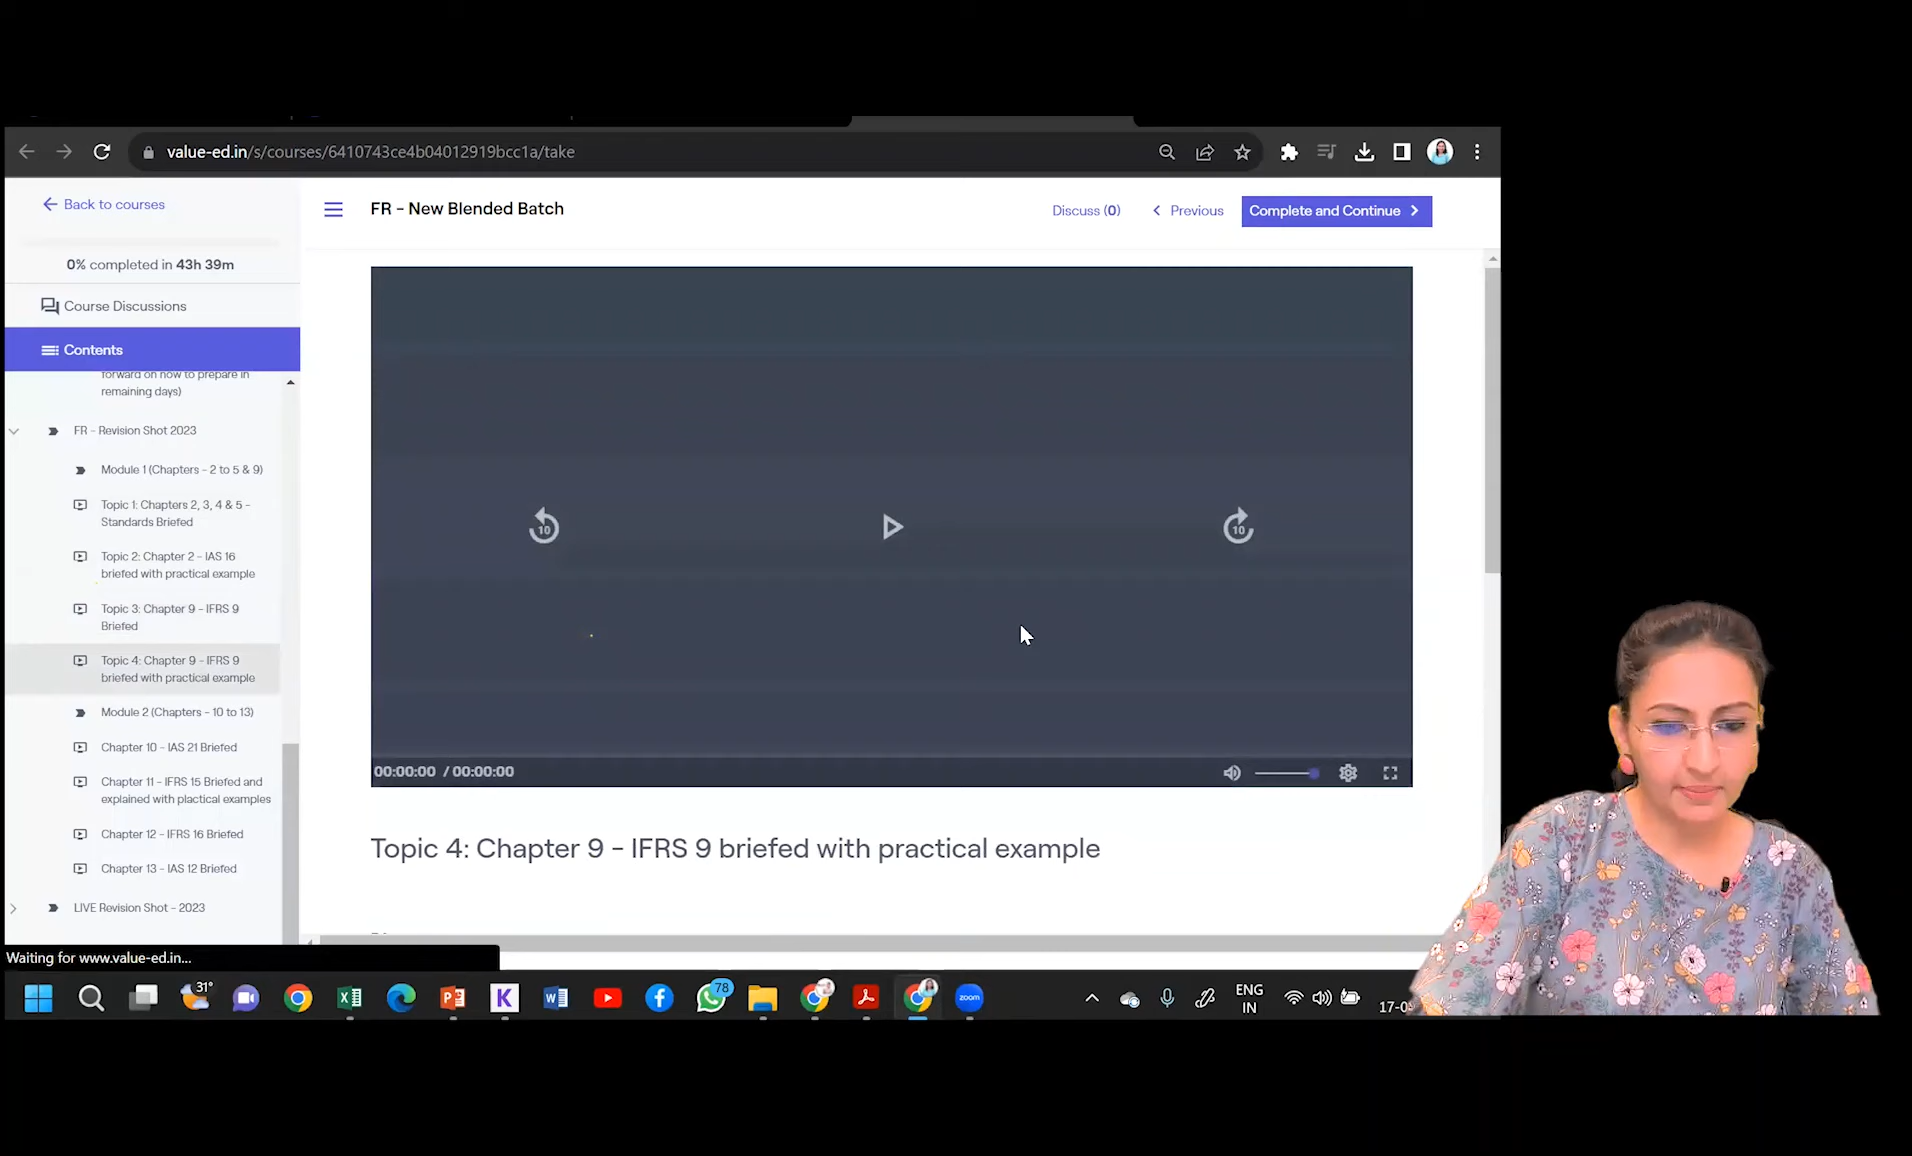 value-ed.in/s/courses/6410743ce4b04012919bcc1a/take
Back to courses
FR - New Blended Batch
Discuss (0)
Previous
Complete and Continue
0% completed in 43h 39m
Course Discussions
Contents
forward on how to prepare in
remaining days)
FR - Revision Shot 2023
Module 1 (Chapters - 2 to 5 & 9)
Topic 1: Chapters 2, 3, 4 & 5 -
Standards Briefed
Topic 2: Chapter 2 - IAS 16
briefed with practical example
Topic 3: Chapter 9 - IFRS 9
Briefed
Topic 4: Chapter 9 - IFRS 9
briefed with practical example
Module 2 (Chapters - 10 to 13)
Chapter 10 - IAS 21 Briefed
Chapter 11 - IFRS 15 Briefed and
explained with plactical examples
Chapter 12 - IFRS 16 Briefed
Chapter 13 - IAS 12 Briefed
LIVE Revision Shot - 2023
10
10
00:00:00 / 00:00:00
Topic 4: Chapter 9 - IFRS 9 briefed with practical example
Waiting for www.value-ed.in...
31°
K
78
zoom
ENG
IN